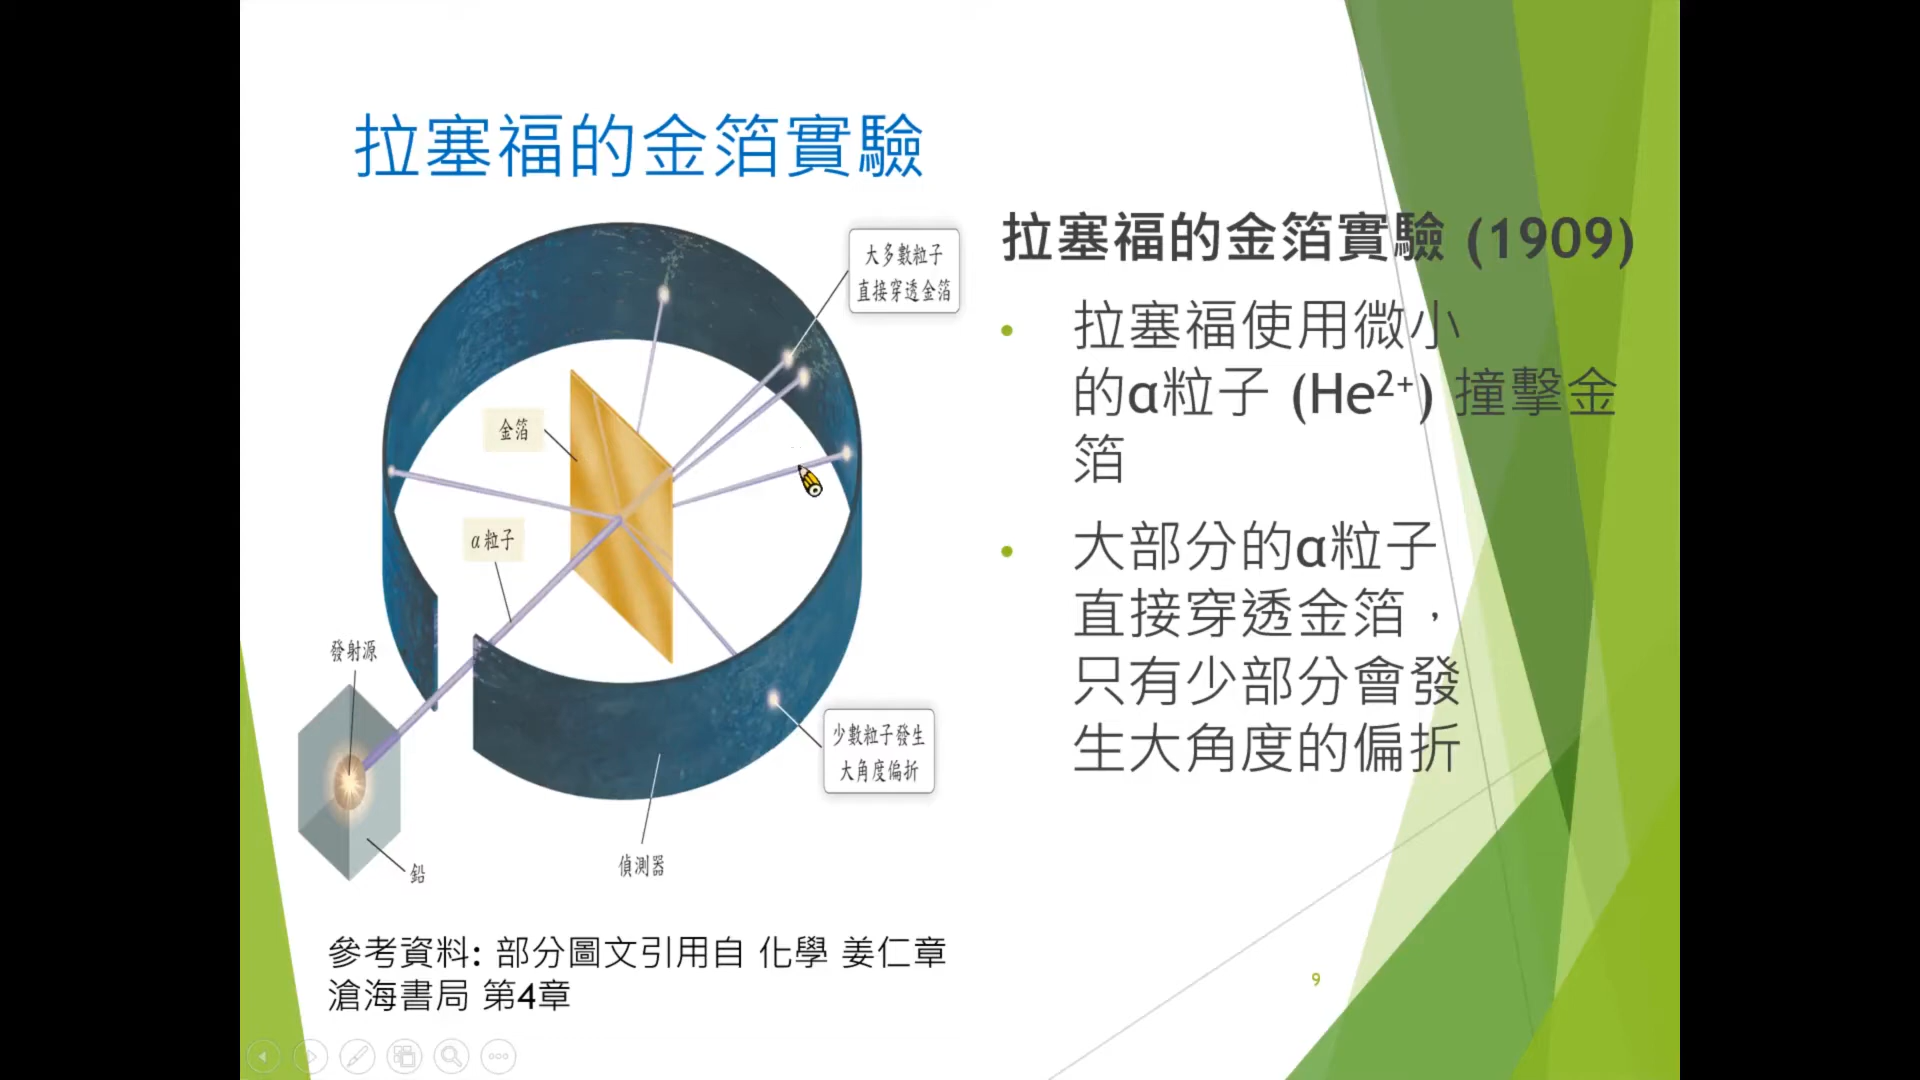 拉塞福的金箔實驗
大多數粒子
直接穿透金箔
金箔
α粒子
發射源
少數粒子發生
大角度偏折
偵測器
鉛
拉塞福的金箔實驗 (1909)
• 拉塞福使用微小
的α粒子 (He²⁺) 撞擊金
箔
• 大部分的α粒子
直接穿透金箔，
只有少部分會發
生大角度的偏折
參考資料: 部分圖文引用自 化學 姜仁章
滄海書局 第4章
9